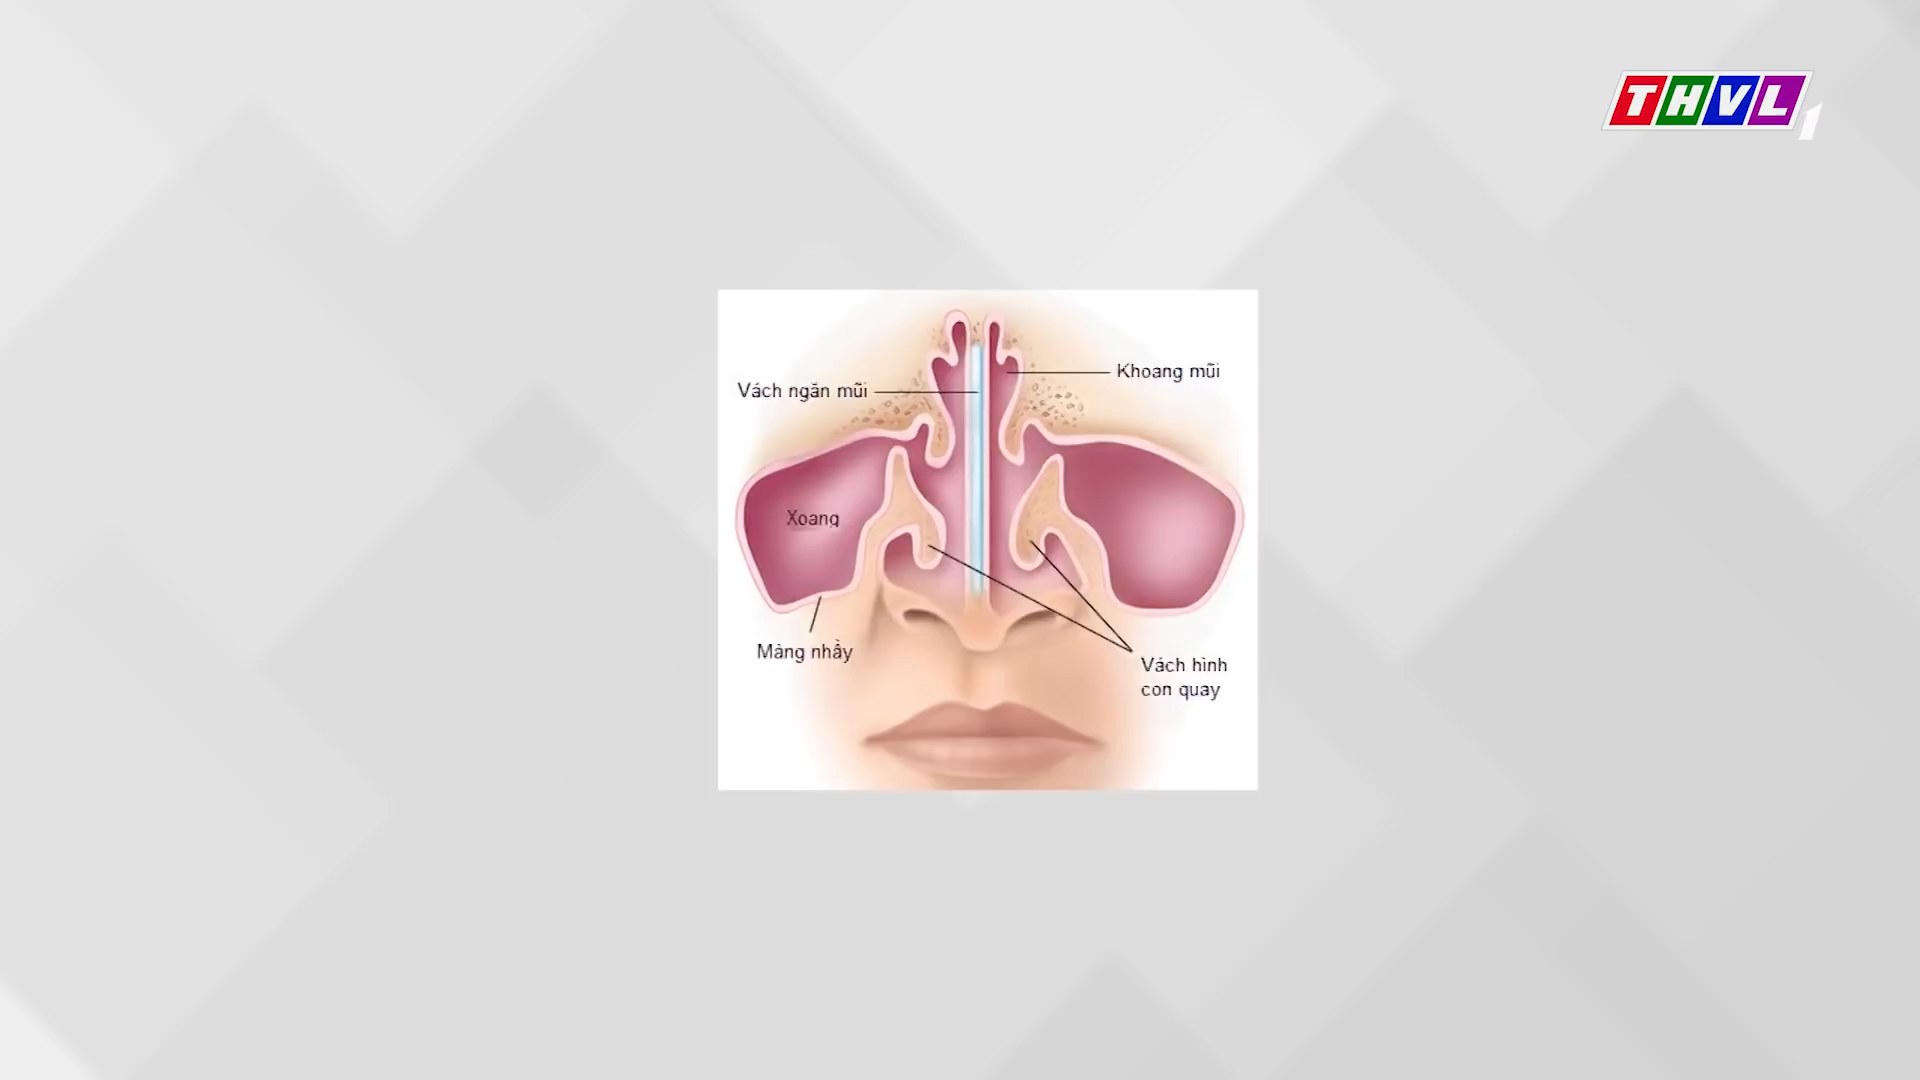 THVL1
Khoang mũi
Vách ngăn mũi
Xoang
Màng nhầy
Vách hình
con quay